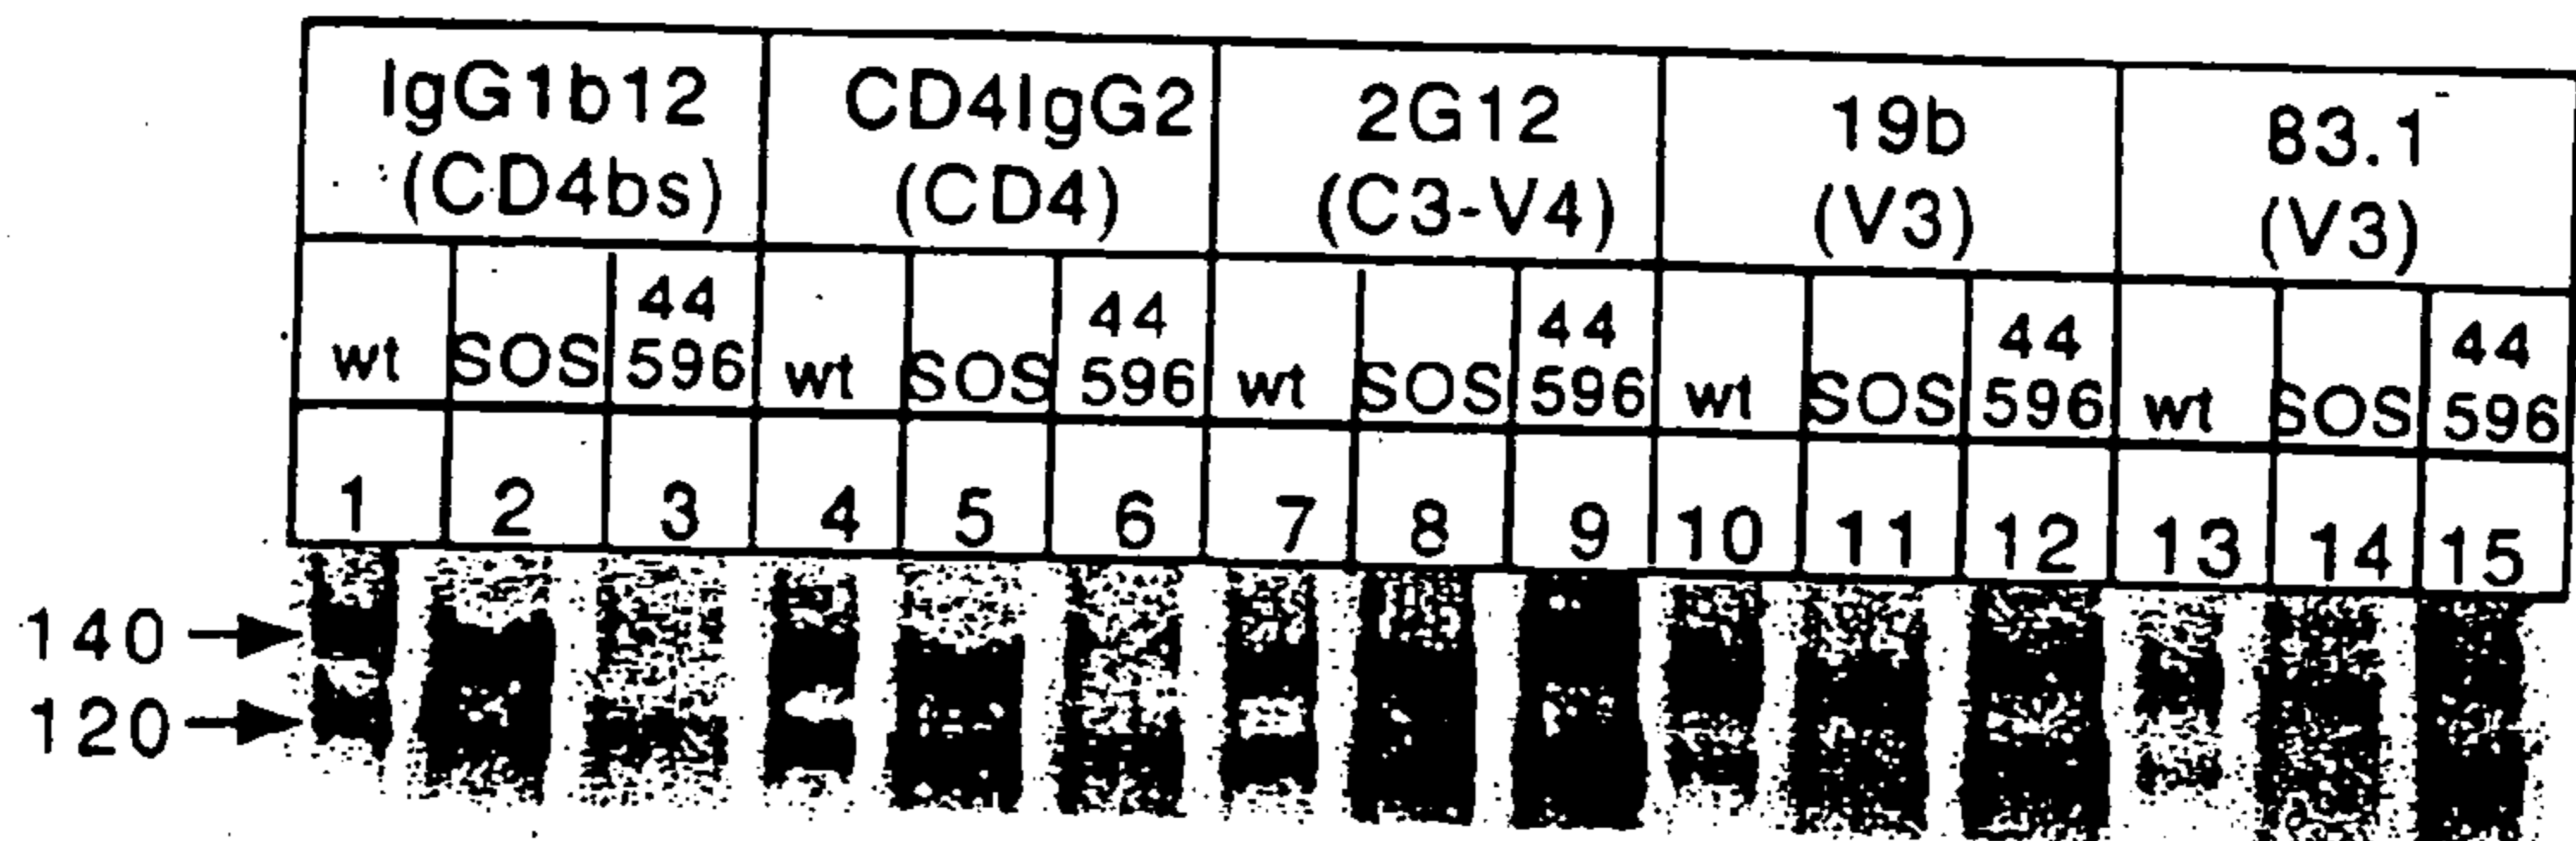 IgG1b12 CD4IgG2 2G12 19b 83.1
(CD4bs) (CD4) (C3-V4) (V3) (V3)
44 44 44 44 44
wt SOS 596 wt SOS 596 wt SOS 596 wt SOS 596 wt SOS 596
1 2 3 4 5 6 7 8 9 10 11 12 13 14 15
140
120